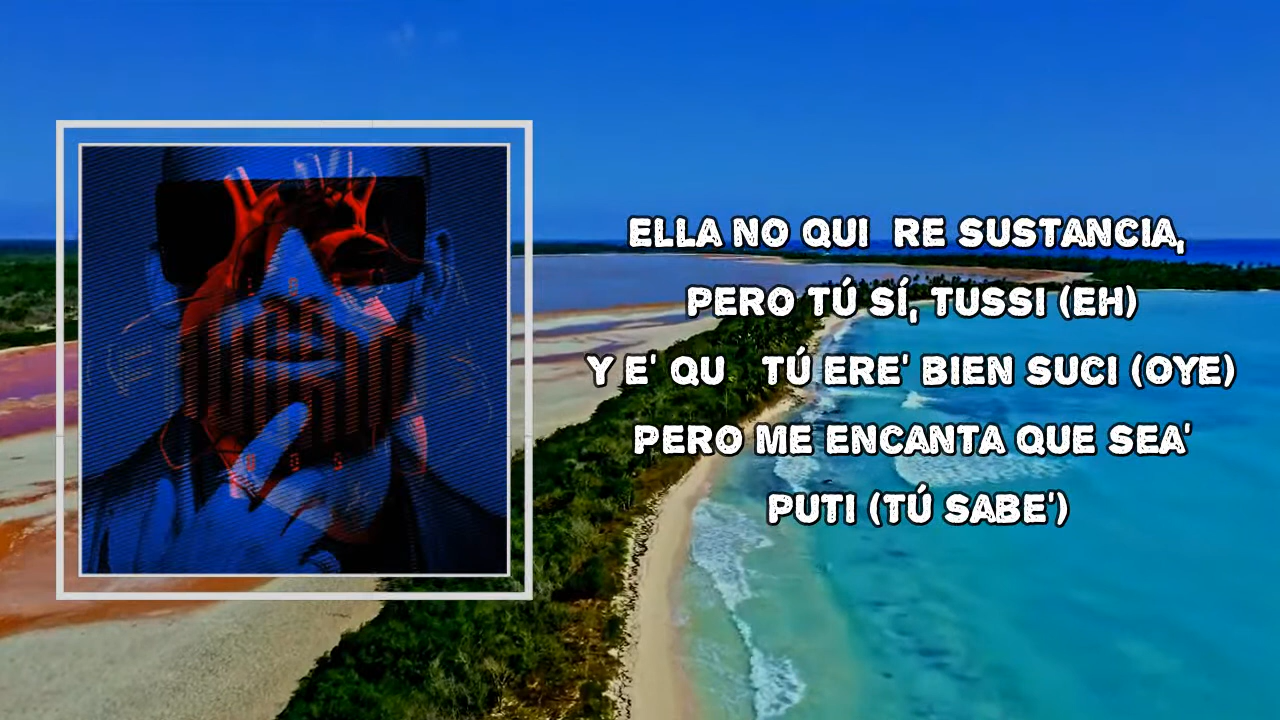 ELLA NO QUI RE SUSTANCIA,
PERO TÚ SÍ, TUSSI (EH)
Y E' QU TÚ ERE' BIEN SUCI (OYE)
PERO ME ENCANTA QUE SEA'
PUTI (TÚ SABE')